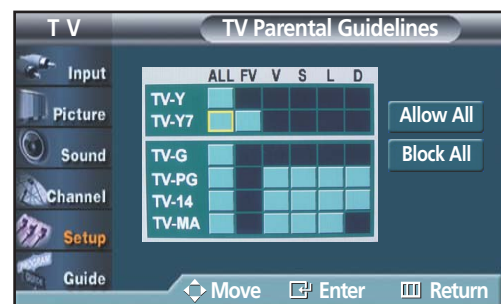 T V
TV Parental Guidelines
Input
Picture
Sound
Channel
Setup
Guide
ALL FV V S L D
TV-Y
TV-Y7
TV-G
TV-PG
TV-14
TV-MA
Allow All
Block All
Move Enter Return